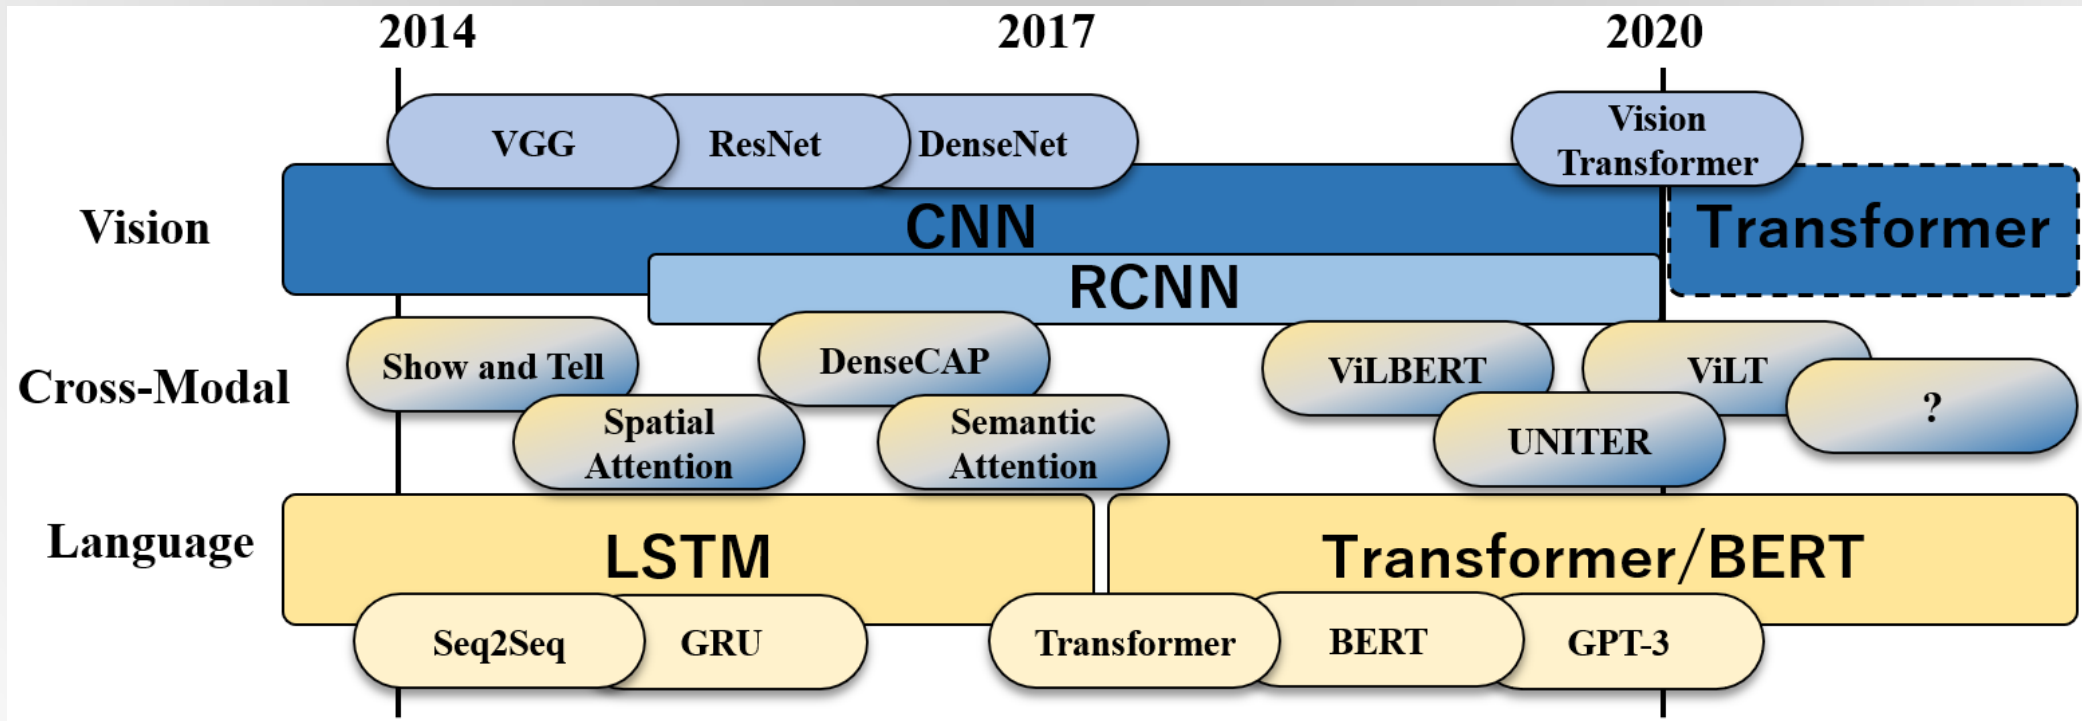 2014
2017
2020
VGG
ResNet
DenseNet
Vision
Transformer
Vision
CNN
Transformer
RCNN
Cross-Modal
Show and Tell
DenseCAP
ViLBERT
ViLT
?
Spatial
Attention
Semantic
Attention
UNITER
Language
LSTM
Transformer/BERT
Seq2Seq
GRU
Transformer
BERT
GPT-3